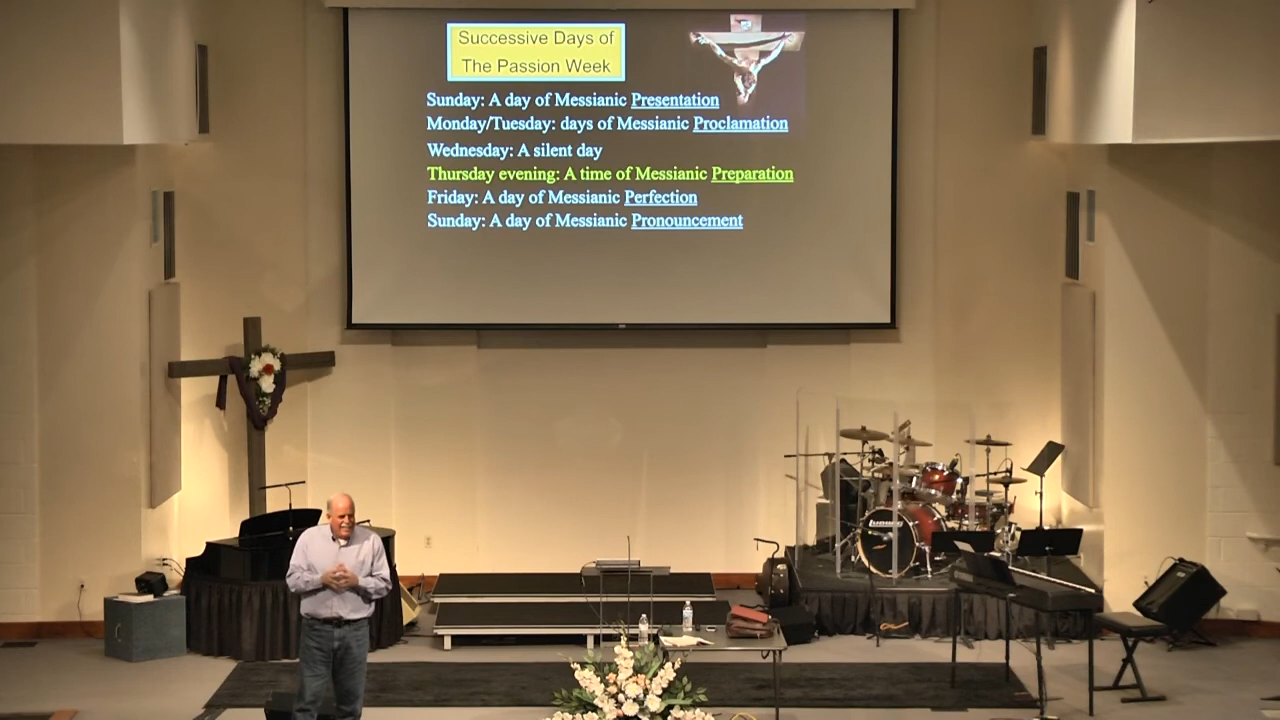 Successive Days of
The Passion Week
Sunday: A day of Messianic Presentation
Monday/Tuesday: days of Messianic Proclamation
Wednesday: A silent day
Thursday evening: A time of Messianic Preparation
Friday: A day of Messianic Perfection
Sunday: A day of Messianic Pronouncement
Ludwig